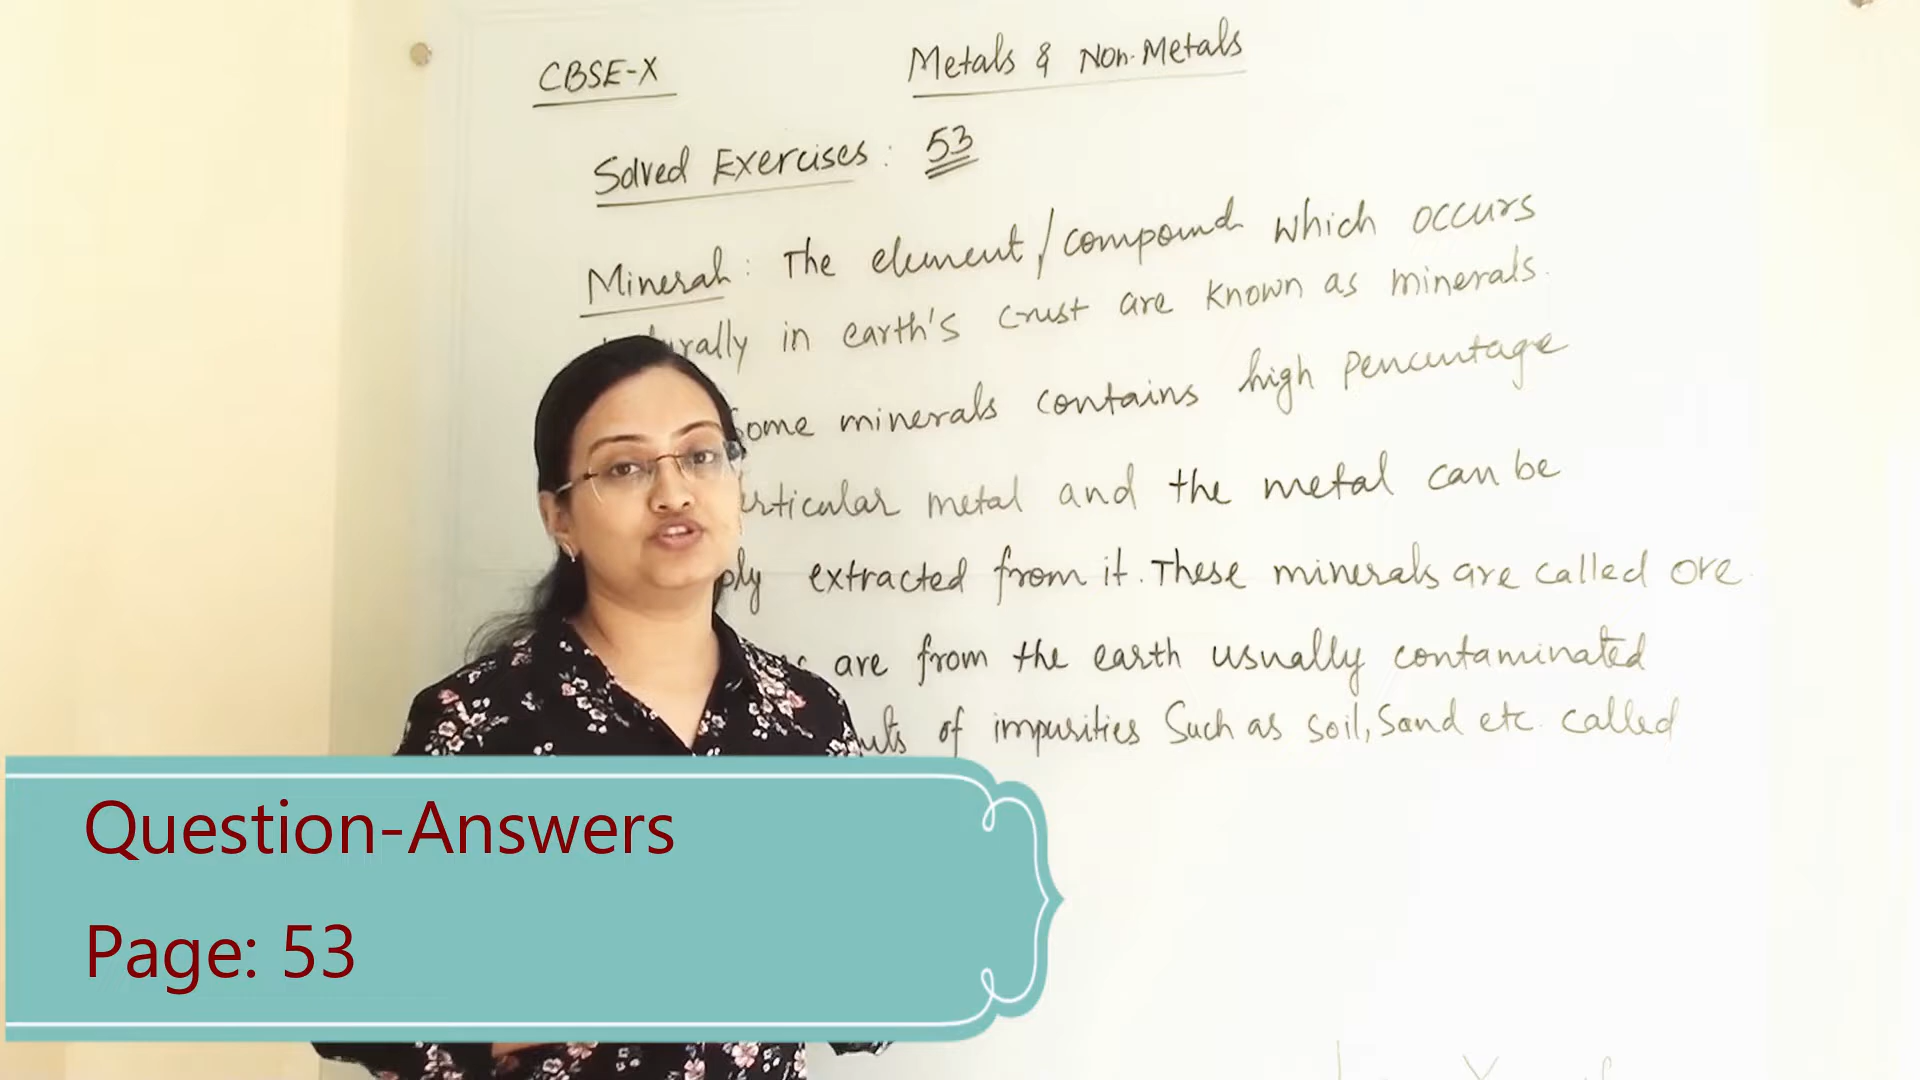 CBSE-X
Metals & Non-Metals
Solved Exercises: 53
Minerals: The element/compound which occurs
in earth's crust are known as minerals.
Some minerals contains high percentage
metal and the metal can be
extracted from it. These minerals are called ore.
are from the earth usually contaminated
of impurities Such as soil, Sand etc. called
Question-Answers
Page: 53